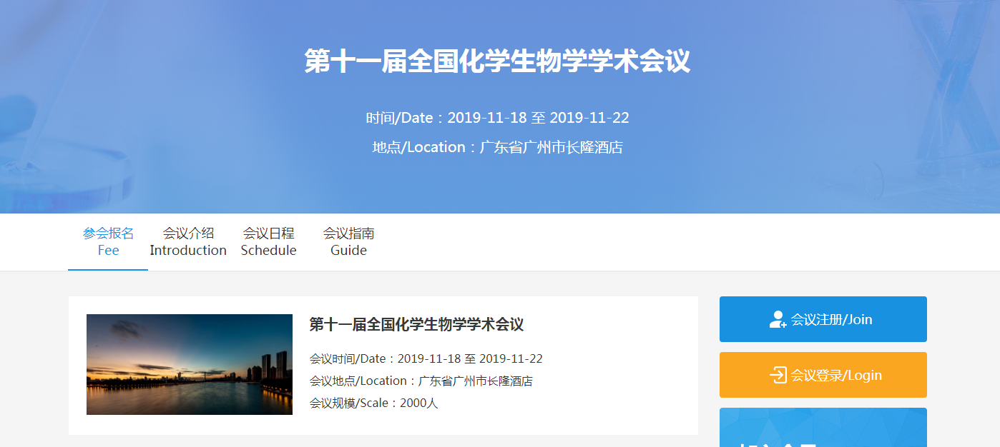 第十一届全国化学生物学学术会议
时间/Date：2019-11-18 至 2019-11-22
地点/Location：广东省广州市长隆酒店
参会报名
Fee
会议介绍
Introduction
会议日程
Schedule
会议指南
Guide
第十一届全国化学生物学学术会议
会议时间/Date：2019-11-18 至 2019-11-22
会议地点/Location：广东省广州市长隆酒店
会议规模/Scale：2000人
会议注册/Join
会议登录/Login